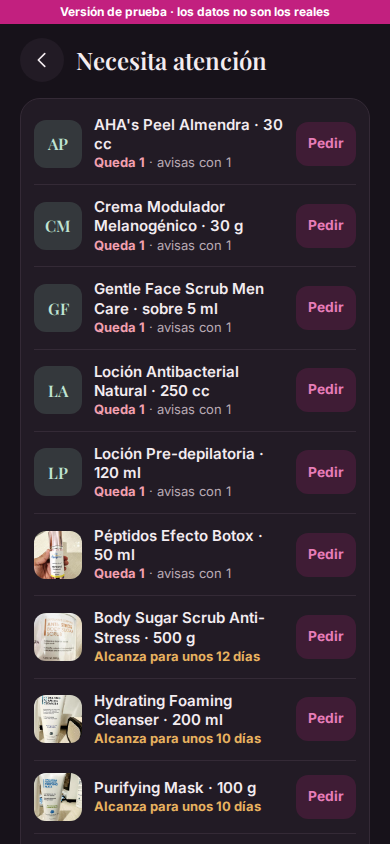 Versión de prueba · los datos no son los reales
Necesita atención
AP
AHA's Peel Almendra · 30
cc
Queda 1 · avisas con 1
Pedir
CM
Crema Modulador
Melanogénico · 30 g
Queda 1 · avisas con 1
Pedir
GF
Gentle Face Scrub Men
Care · sobre 5 ml
Queda 1 · avisas con 1
Pedir
LA
Loción Antibacterial
Natural · 250 cc
Queda 1 · avisas con 1
Pedir
LP
Loción Pre-depilatoria ·
120 ml
Queda 1 · avisas con 1
Pedir
Péptidos Efecto Botox ·
50 ml
Queda 1 · avisas con 1
Pedir
Body Sugar Scrub Anti-
Stress · 500 g
Alcanza para unos 12 días
Pedir
Hydrating Foaming
Cleanser · 200 ml
Alcanza para unos 10 días
Pedir
Purifying Mask · 100 g
Alcanza para unos 10 días
Pedir